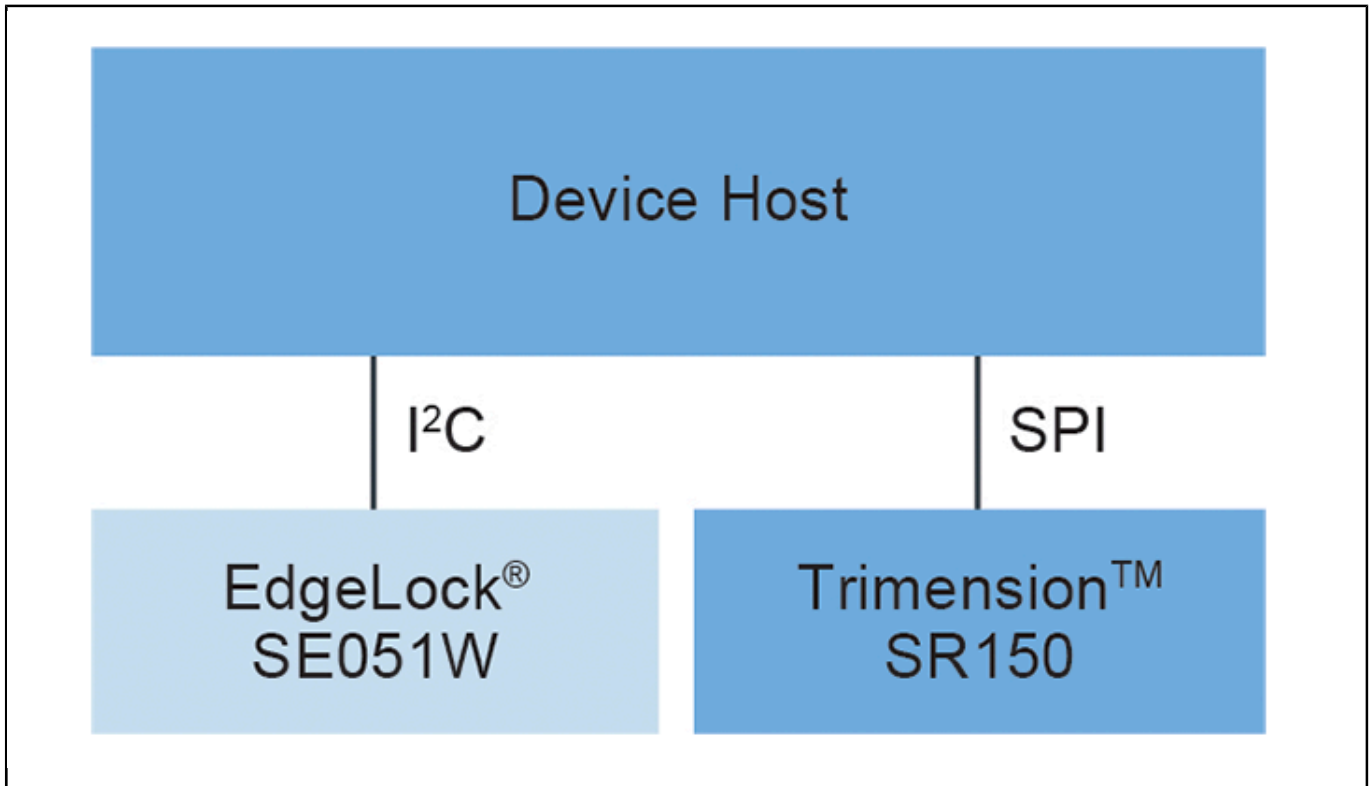 Device Host
I²C
SPI
EdgeLock®
SE051W
Trimension™
SR150